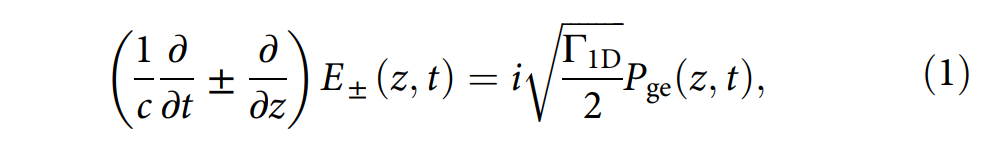 (1/c ∂/∂t ± ∂/∂z) E±(z, t) = i√(Γ1D/2) Pge(z, t), (1)